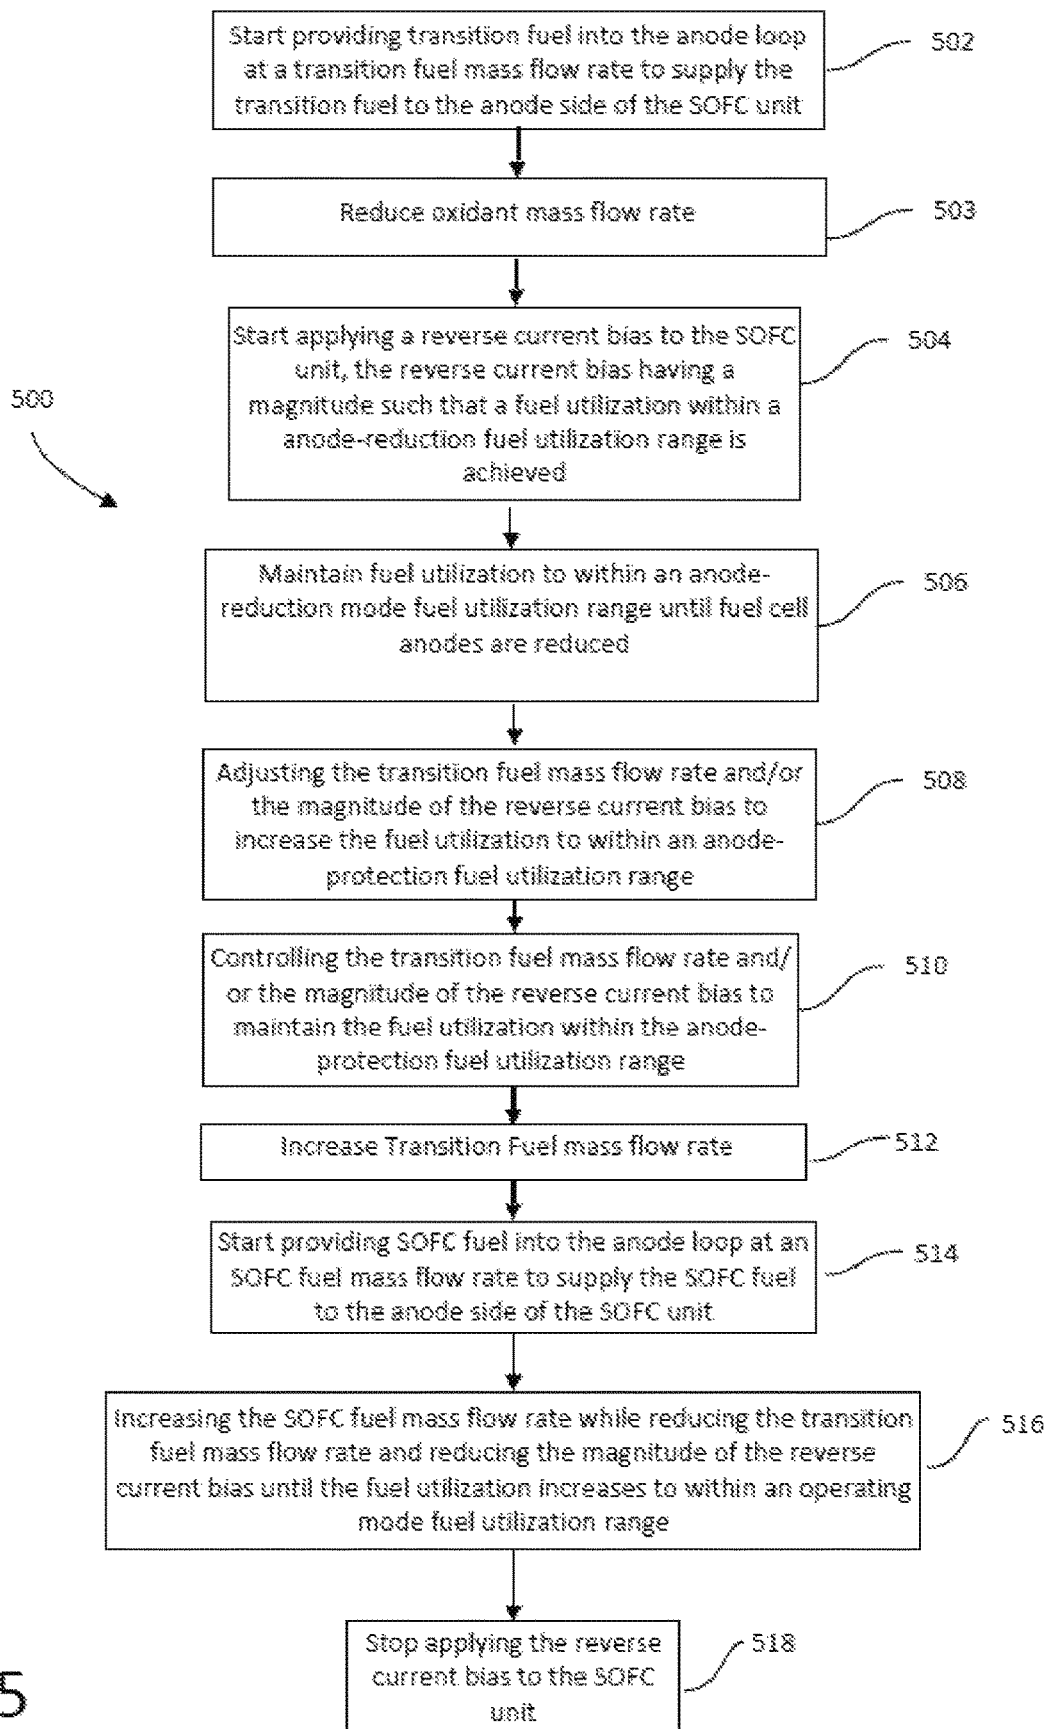 Start providing transition fuel into the anode loop
at a transition fuel mass flow rate to supply the
transition fuel to the anode side of the SOFC unit
502
Reduce oxidant mass flow rate
503
Start applying a reverse current bias to the SOFC
unit, the reverse current bias having a
magnitude such that a fuel utilization within a
anode-reduction fuel utilization range is
achieved
504
500
Maintain fuel utilization to within an anode-
reduction mode fuel utilization range until fuel cell
anodes are reduced
506
Adjusting the transition fuel mass flow rate and/or
the magnitude of the reverse current bias to
increase the fuel utilization to within an anode-
protection fuel utilization range
508
Controlling the transition fuel mass flow rate and/
or the magnitude of the reverse current bias to
maintain the fuel utilization within the anode-
protection fuel utilization range
510
Increase Transition Fuel mass flow rate
512
Start providing SOFC fuel into the anode loop at an
SOFC fuel mass flow rate to supply the SOFC fuel
to the anode side of the SOFC unit
514
Increasing the SOFC fuel mass flow rate while reducing the transition
fuel mass flow rate and reducing the magnitude of the reverse
current bias until the fuel utilization increases to within an operating
mode fuel utilization range
516
Stop applying the reverse
current bias to the SOFC
unit
518
5